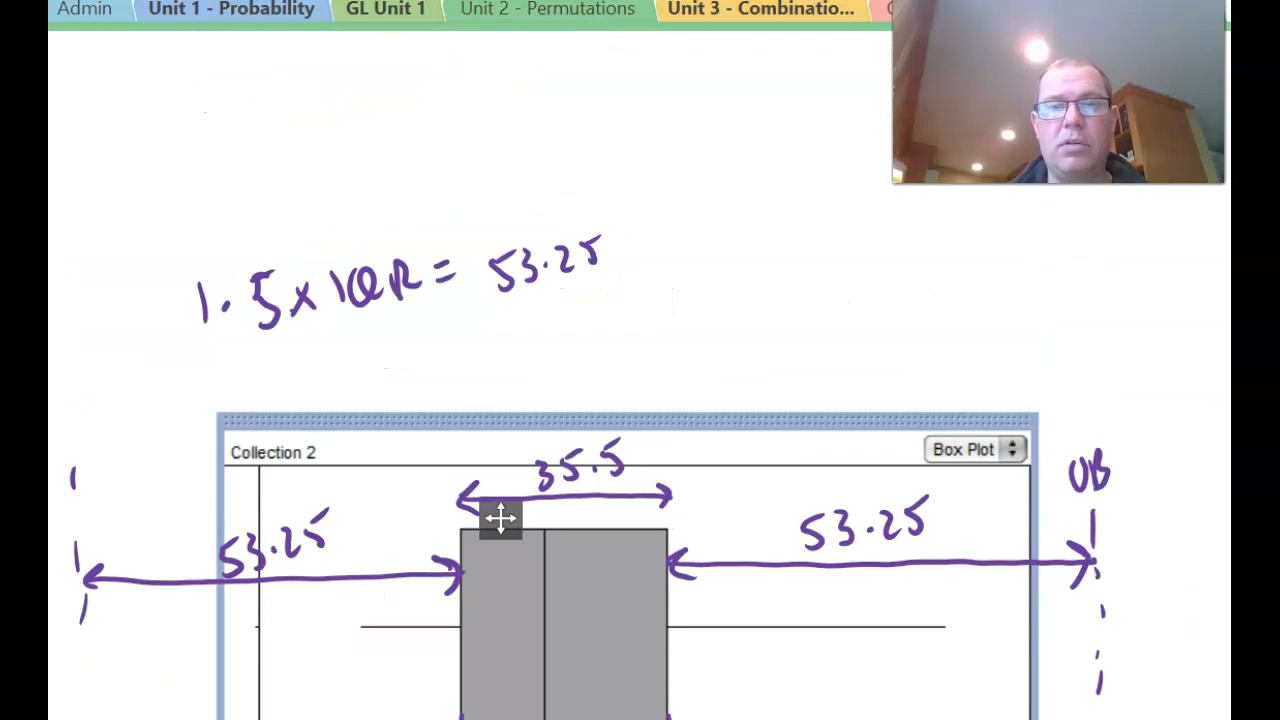 Admin
Unit 1 - Probability
GL Unit 1
Unit 2 - Permutations
Unit 3 - Combinatio...
1.5 x IQR = 53.25
Collection 2
Box Plot
35.5
UB
53.25
53.25